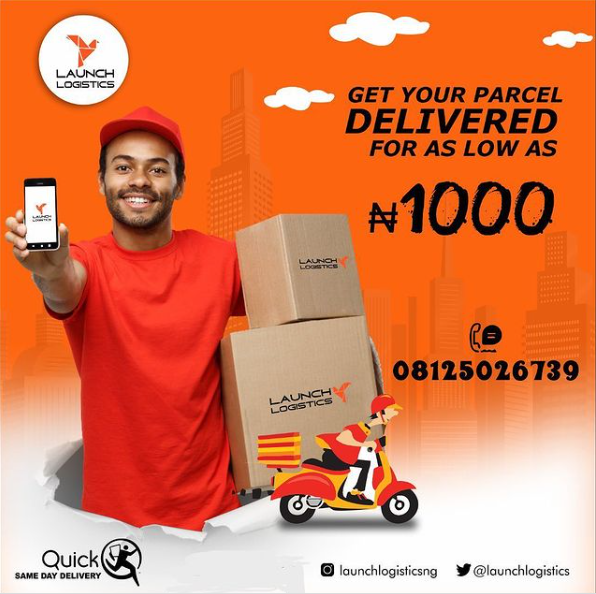 LAUNCH
LOGISTICS
GET YOUR PARCEL
DELIVERED
FOR AS LOW AS
₦1000
LAUNCH
LOGISTICS
LAUNCH
LOGISTICS
08125026739
LAUNCH
LOGISTICS
Quick
SAME DAY DELIVERY
launchlogisticsng
@launchlogistics